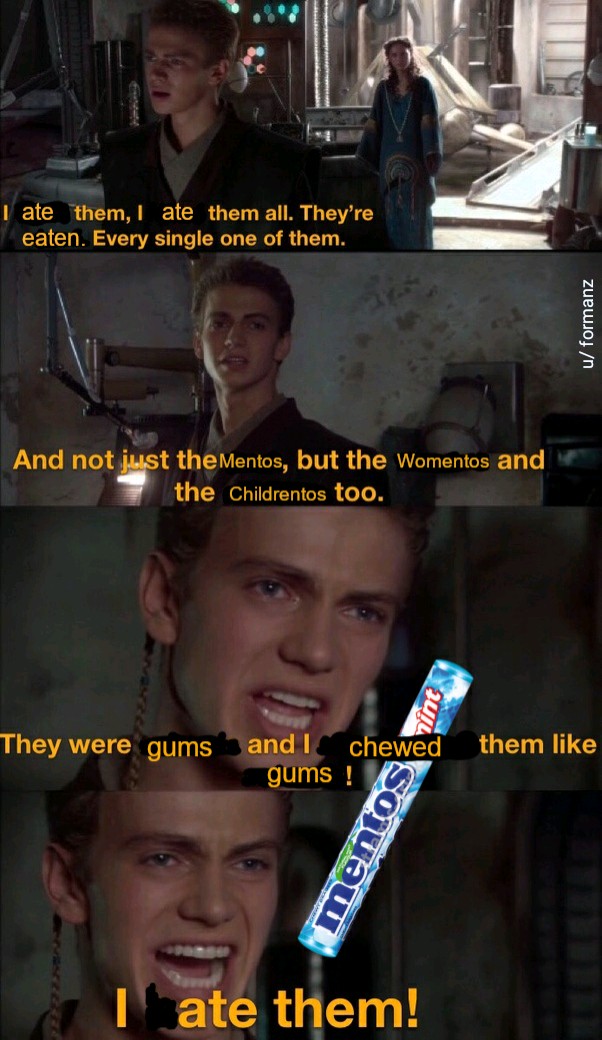 I ate them, I ate them all. They're
eaten. Every single one of them.
u/formanz
And not just the Mentos, but the Womentos and
the Childrentos too.
They were gums and I chewed them like
gums !
mint
mentos
I ate them!